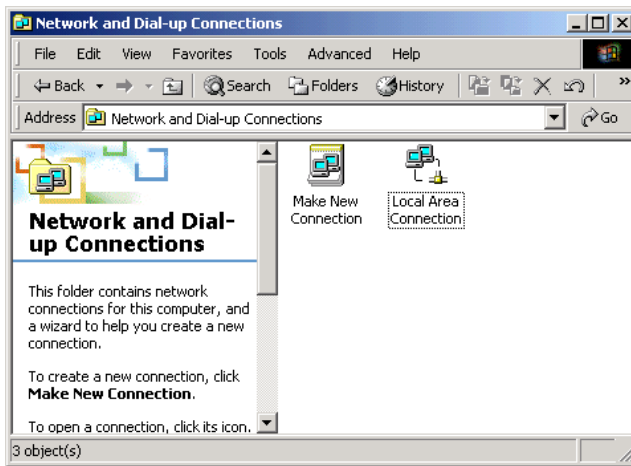 Network and Dial-up Connections
File Edit View Favorites Tools Advanced Help
Back Search Folders History »
Address Network and Dial-up Connections Go
Network and Dial-
up Connections
This folder contains network
connections for this computer, and
a wizard to help you create a new
connection.
To create a new connection, click
Make New Connection.
To open a connection, click its icon.
Make New
Connection
Local Area
Connection
3 object(s)